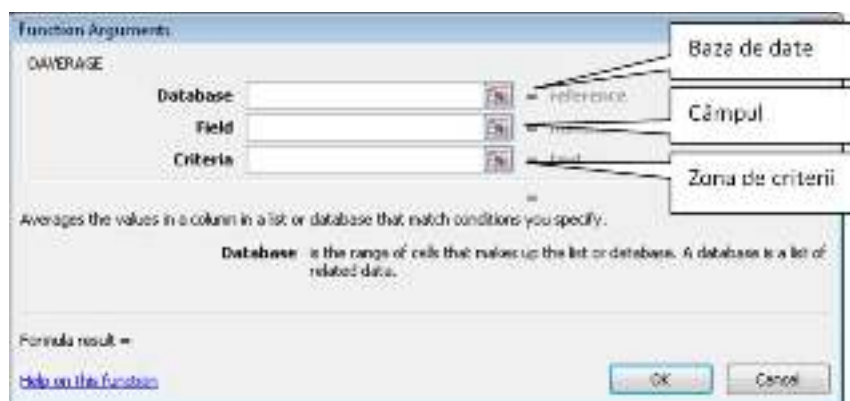 Function Arguments
DAVERAGE
Baza de date
Database = reference
Field =
Câmpul
Criteria =
Zona de criterii
=
Averages the values in a column in a list or database that match conditions you specify.
Database is the range of cells that makes up the list or database. A database is a list of
related data.
Formula result =
Help on this function
OK Cancel